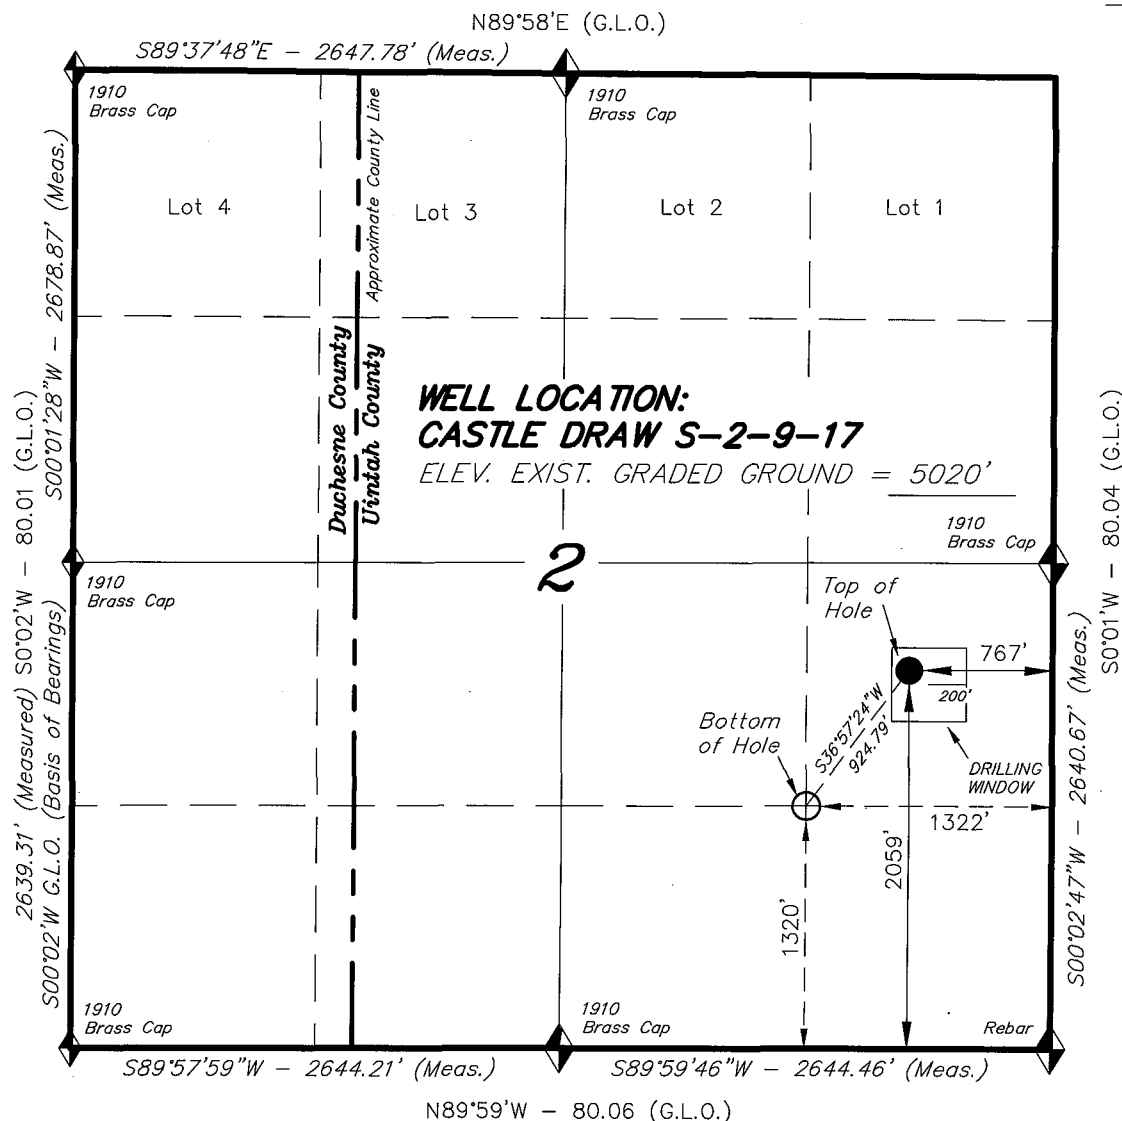 N89°58'E (G.L.O.)
S89°37'48"E - 2647.78' (Meas.)
1910
Brass Cap
1910
Brass Cap
Lot 4
Lot 3
Lot 2
Lot 1
Approximate County Line
S00°01'28"W - 2678.87' (Meas.)
S0°02'W - 80.01 (G.L.O.)
Duchesne County
Uintah County
WELL LOCATION:
CASTLE DRAW S-2-9-17
ELEV. EXIST. GRADED GROUND = 5020'
S0°01'W - 80.04 (G.L.O.)
1910
Brass Cap
1910
Brass Cap
2
Top of
Hole
767'
200'
S36°57'24"W
924.79'
Bottom
of Hole
DRILLING
WINDOW
1322'
2059'
1320'
2639.31' (Measured)
S00°02'W G.L.O. (Basis of Bearings)
S00°02'47"W - 2640.67' (Meas.)
1910
Brass Cap
1910
Brass Cap
Rebar
S89°57'59"W - 2644.21' (Meas.)
S89°59'46"W - 2644.46' (Meas.)
N89°59'W - 80.06 (G.L.O.)